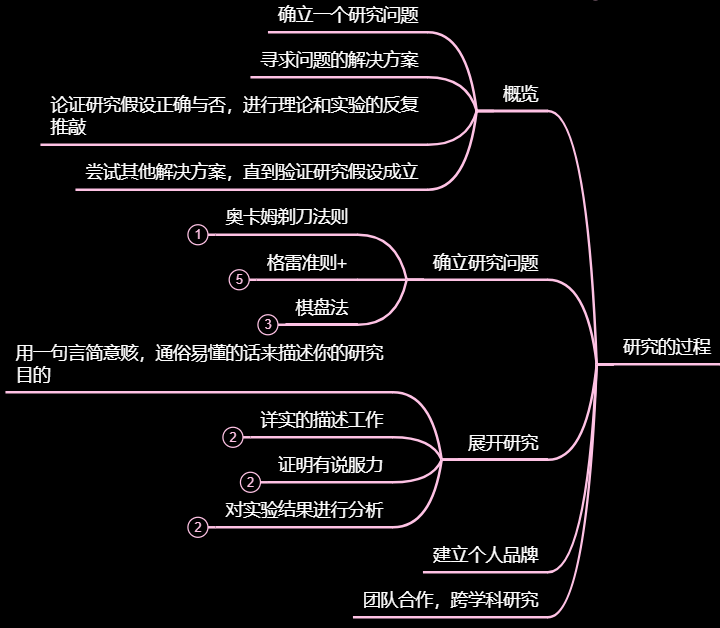 确立一个研究问题
寻求问题的解决方案
概览
论证研究假设正确与否，进行理论和实验的反复
推敲
尝试其他解决方案，直到验证研究假设成立
奥卡姆剃刀法则
1
格雷准则+
5
确立研究问题
棋盘法
3
研究的过程
用一句言简意赅，通俗易懂的话来描述你的研究
目的
详实的描述工作
2
展开研究
证明有说服力
2
对实验结果进行分析
2
建立个人品牌
团队合作，跨学科研究